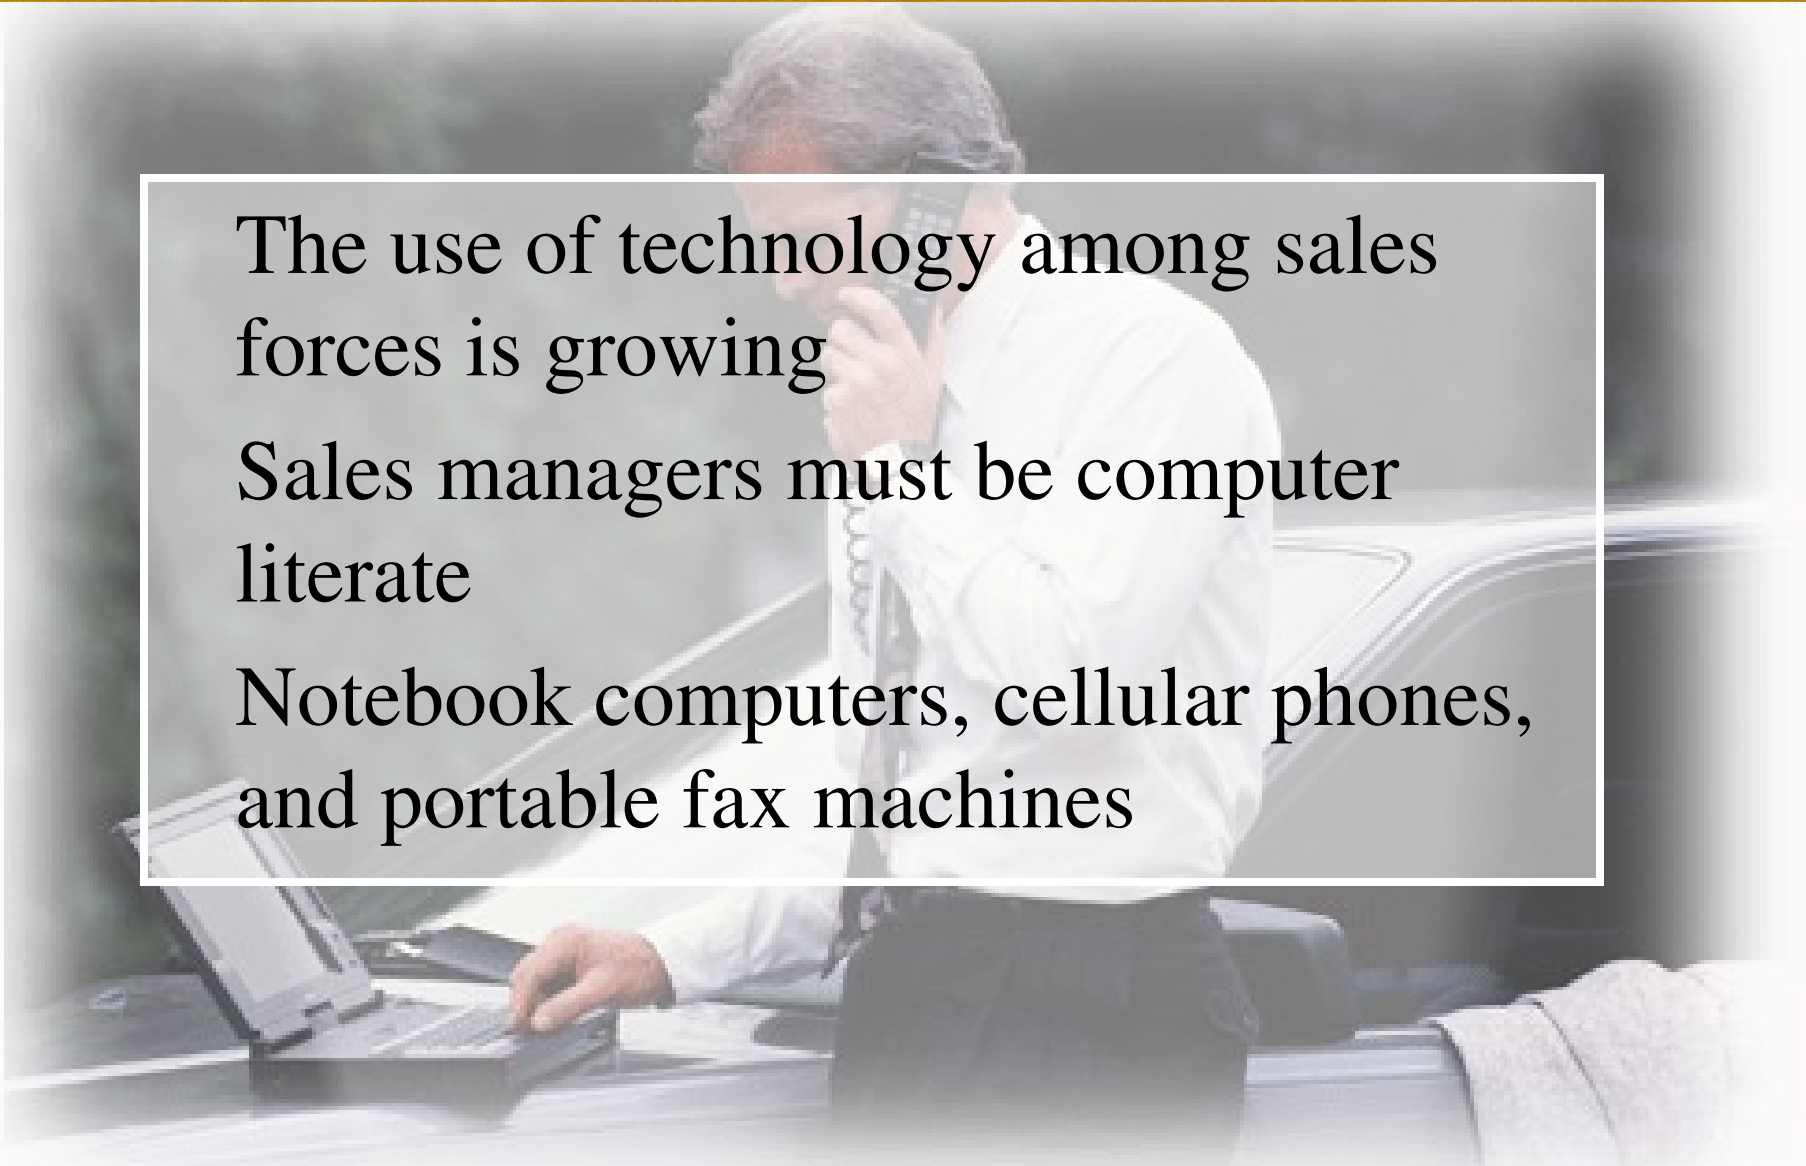 The use of technology among sales
forces is growing
Sales managers must be computer
literate
Notebook computers, cellular phones,
and portable fax machines